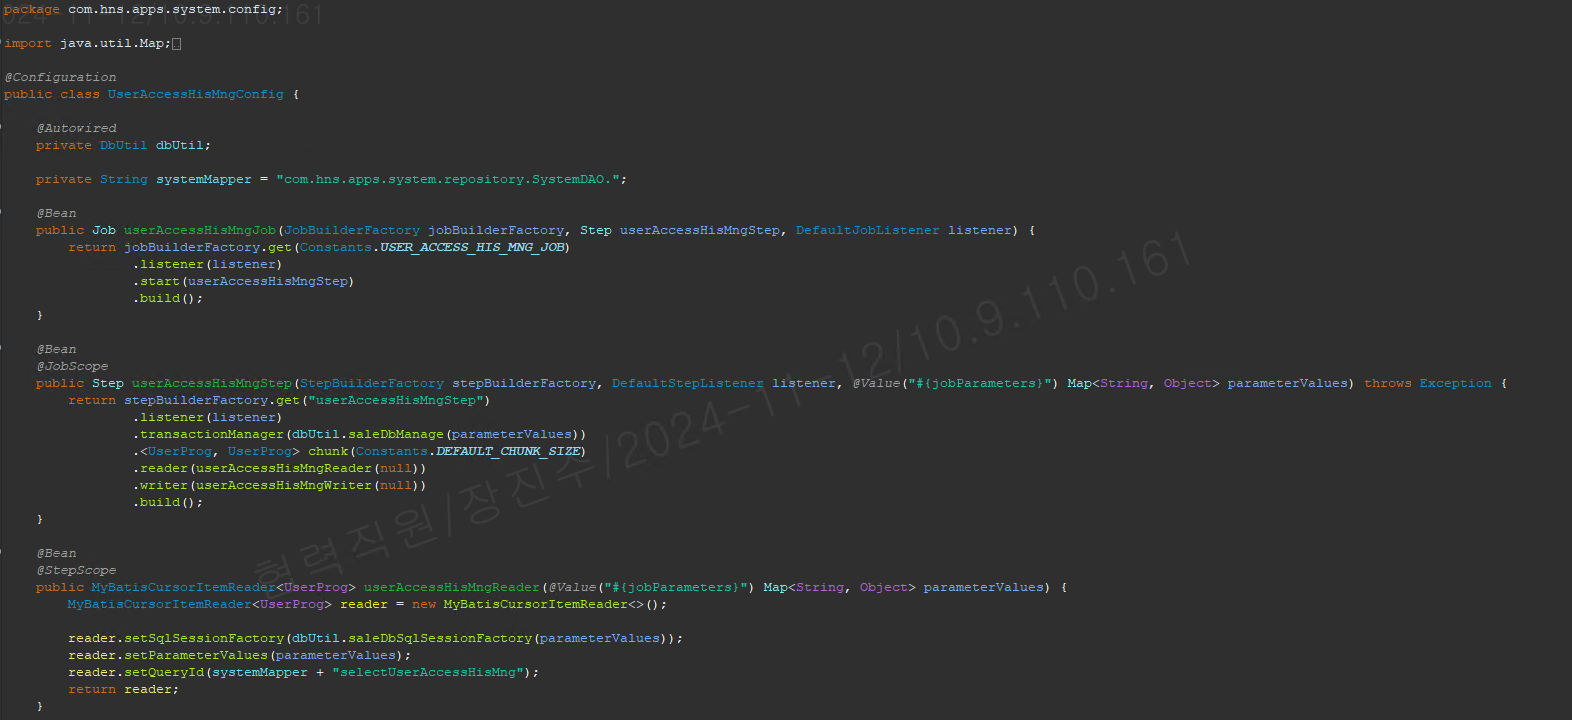 package com.hns.apps.system.config;
import java.util.Map;
@Configuration
public class UserAccessHisMngConfig {
@Autowired
private DbUtil dbUtil;
private String systemMapper = "com.hns.apps.system.repository.SystemDAO.";
@Bean
public Job userAccessHisMngJob(JobBuilderFactory jobBuilderFactory, Step userAccessHisMngStep, DefaultJobListener listener) {
return jobBuilderFactory.get(Constants.USER_ACCESS_HIS_MNG_JOB)
.listener(listener)
.start(userAccessHisMngStep)
.build();
}
@Bean
@JobScope
public Step userAccessHisMngStep(StepBuilderFactory stepBuilderFactory, DefaultStepListener listener, @Value("#{jobParameters}") Map<String, Object> parameterValues) throws Exception {
return stepBuilderFactory.get("userAccessHisMngStep")
.listener(listener)
.transactionManager(dbUtil.saleDbManage(parameterValues))
.<UserProg, UserProg> chunk(Constants.DEFAULT_CHUNK_SIZE)
.reader(userAccessHisMngReader(null))
.writer(userAccessHisMngWriter(null))
.build();
}
@Bean
@StepScope
public MyBatisCursorItemReader<UserProg> userAccessHisMngReader(@Value("#{jobParameters}") Map<String, Object> parameterValues) {
MyBatisCursorItemReader<UserProg> reader = new MyBatisCursorItemReader<>();
reader.setSqlSessionFactory(dbUtil.saleDbSqlSessionFactory(parameterValues));
reader.setParameterValues(parameterValues);
reader.setQueryId(systemMapper + "selectUserAccessHisMng");
return reader;
}
024-11-12/10.9.110.161
협력직원/장진수/2024-11-12/10.9.110.161